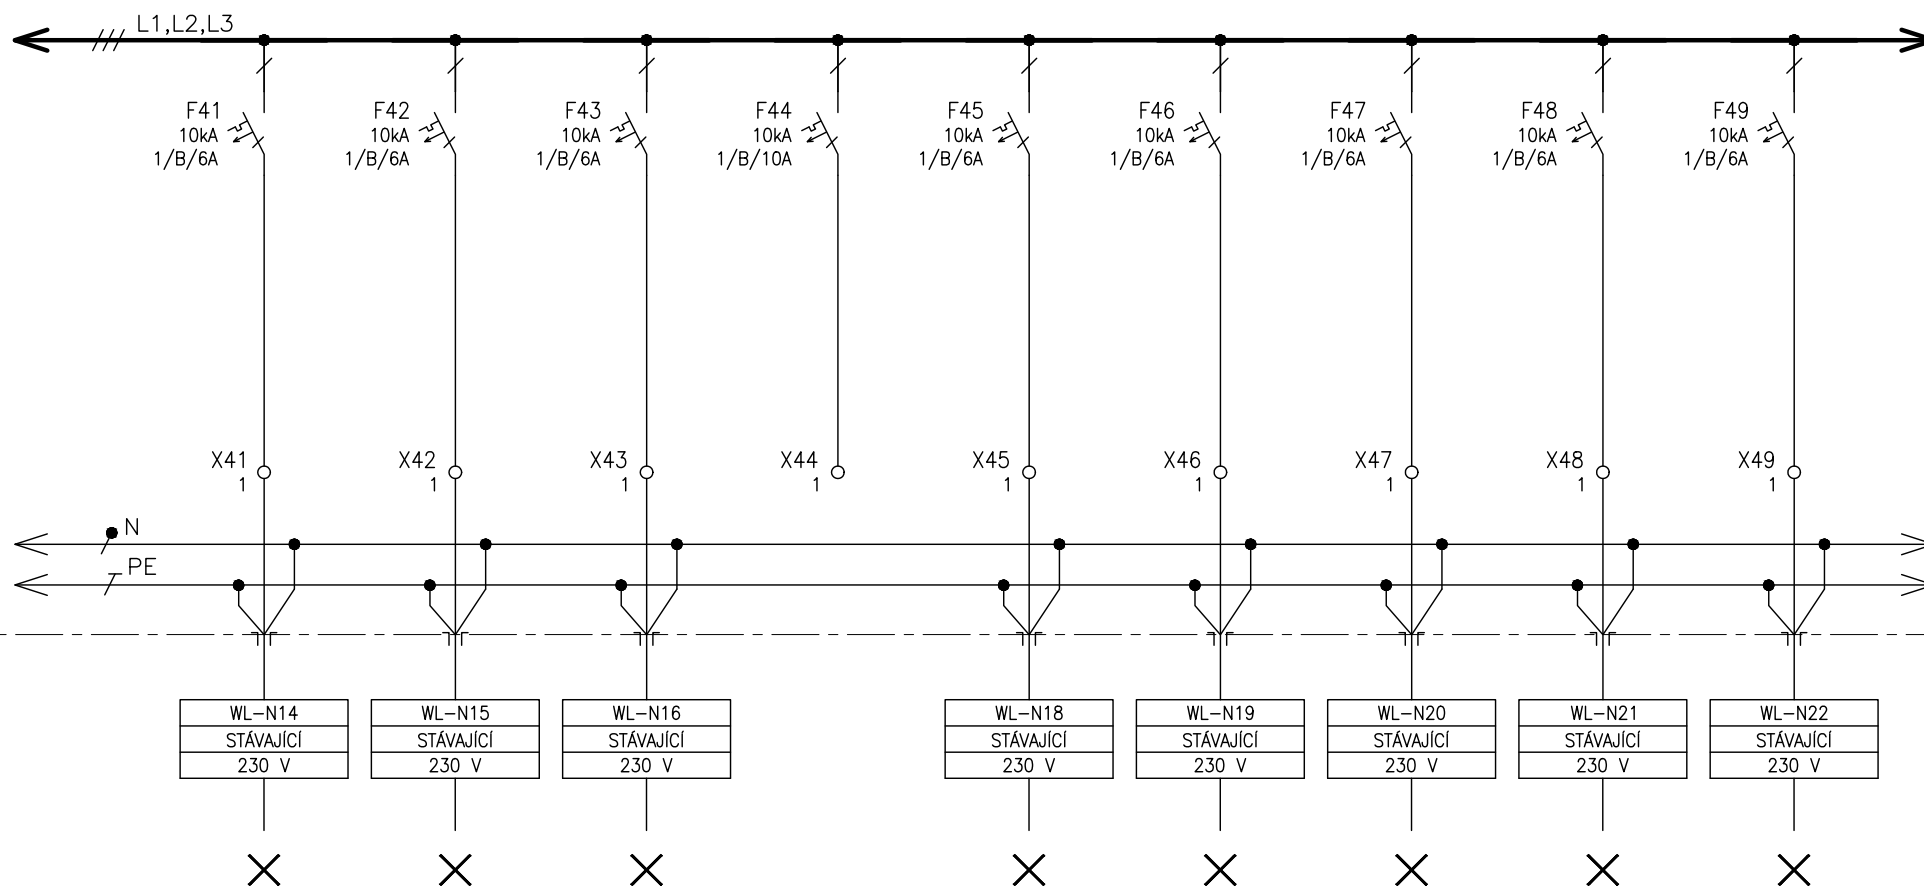 L1,L2,L3
F41
10kA
1/B/6A
F42
10kA
1/B/6A
F43
10kA
1/B/6A
F44
10kA
1/B/10A
F45
10kA
1/B/6A
F46
10kA
1/B/6A
F47
10kA
1/B/6A
F48
10kA
1/B/6A
F49
10kA
1/B/6A
X41
1
X42
1
X43
1
X44
1
X45
1
X46
1
X47
1
X48
1
X49
1
N
PE
WL-N14
STÁVAJÍCÍ
230 V
WL-N15
STÁVAJÍCÍ
230 V
WL-N16
STÁVAJÍCÍ
230 V
WL-N18
STÁVAJÍCÍ
230 V
WL-N19
STÁVAJÍCÍ
230 V
WL-N20
STÁVAJÍCÍ
230 V
WL-N21
STÁVAJÍCÍ
230 V
WL-N22
STÁVAJÍCÍ
230 V